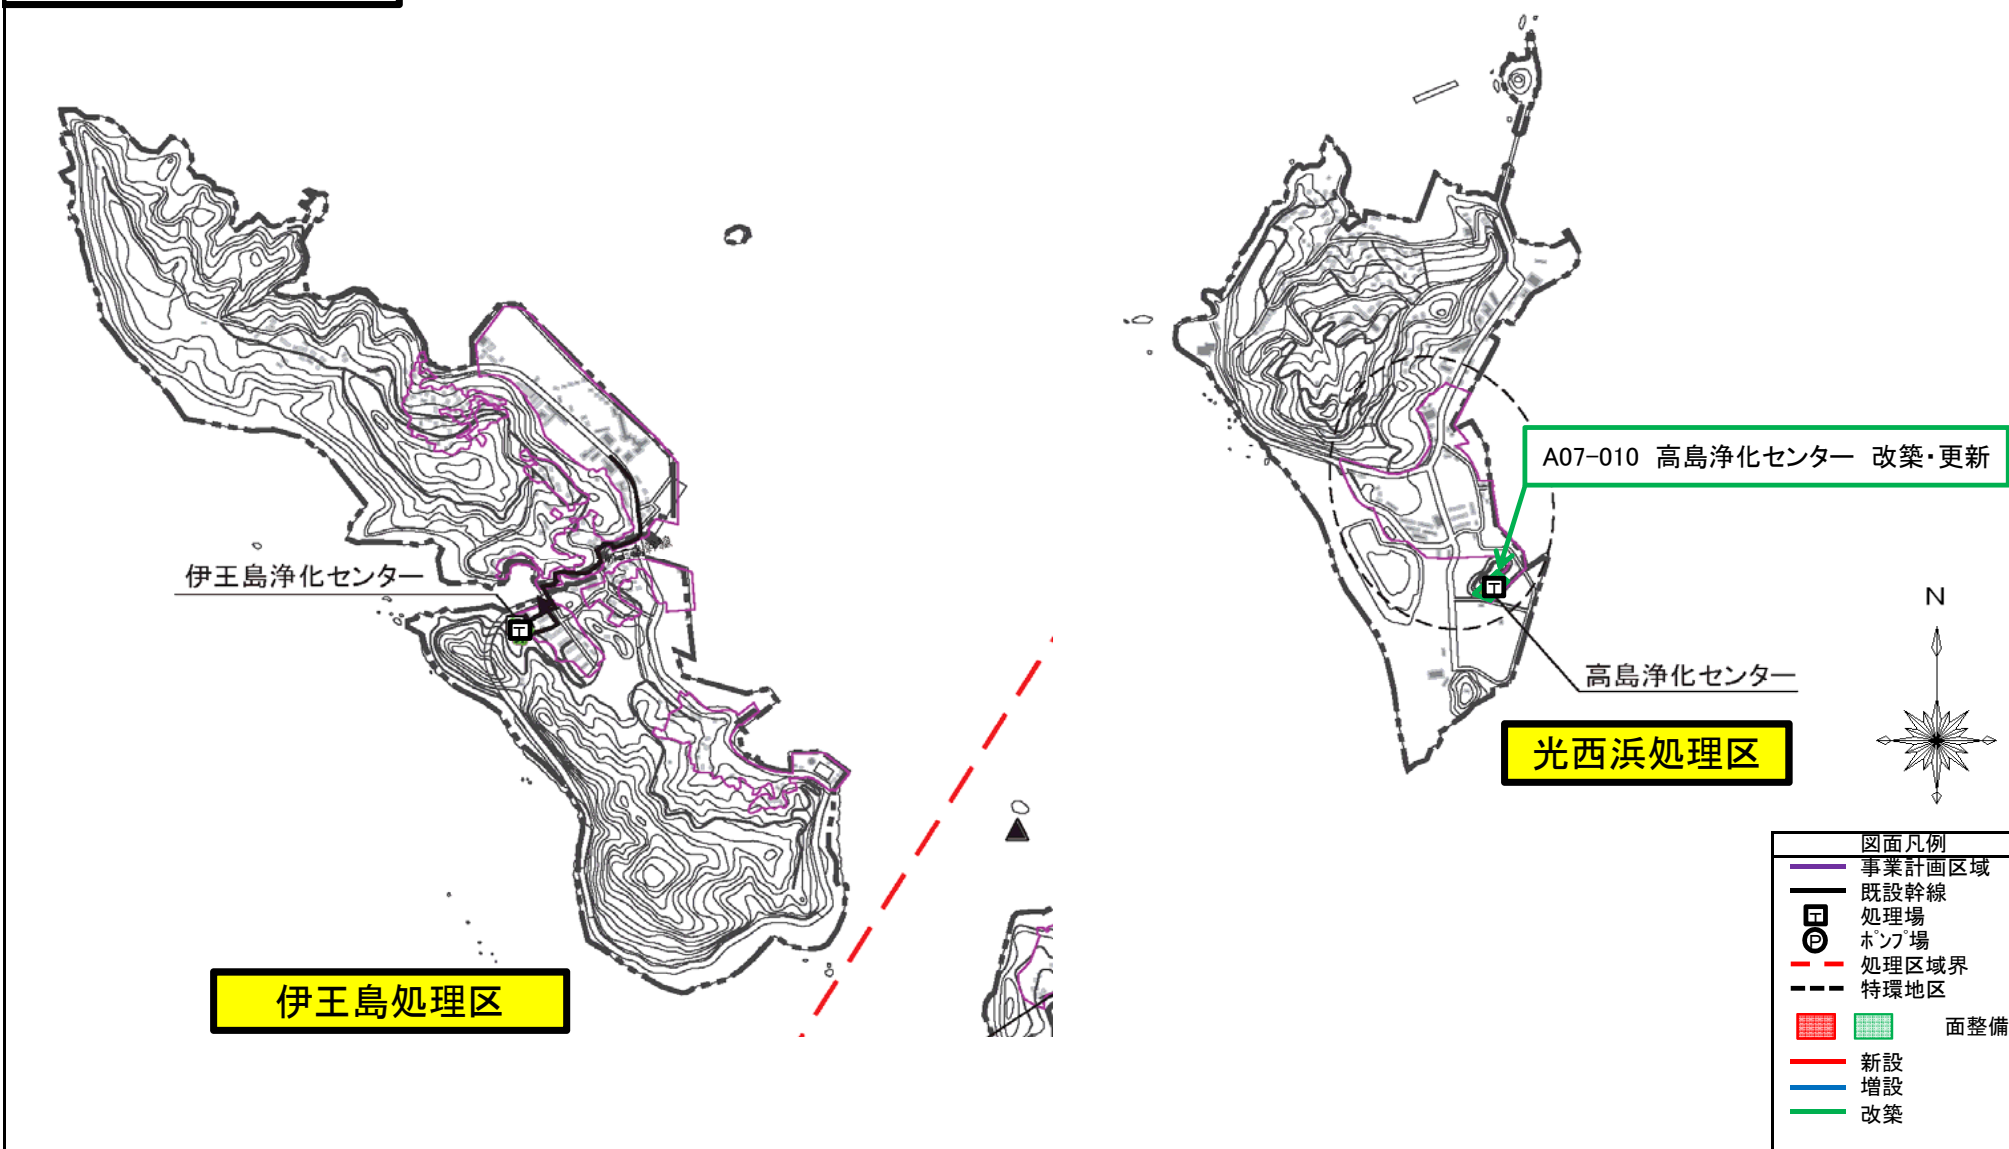 伊王島浄化センター
伊王島処理区
A07-010 高島浄化センター 改築・更新
高島浄化センター
光西浜処理区
N
図面凡例
事業計画区域
既設幹線
T 処理場
P ポンプ場
処理区域界
特環地区
面整備
新設
増設
改築